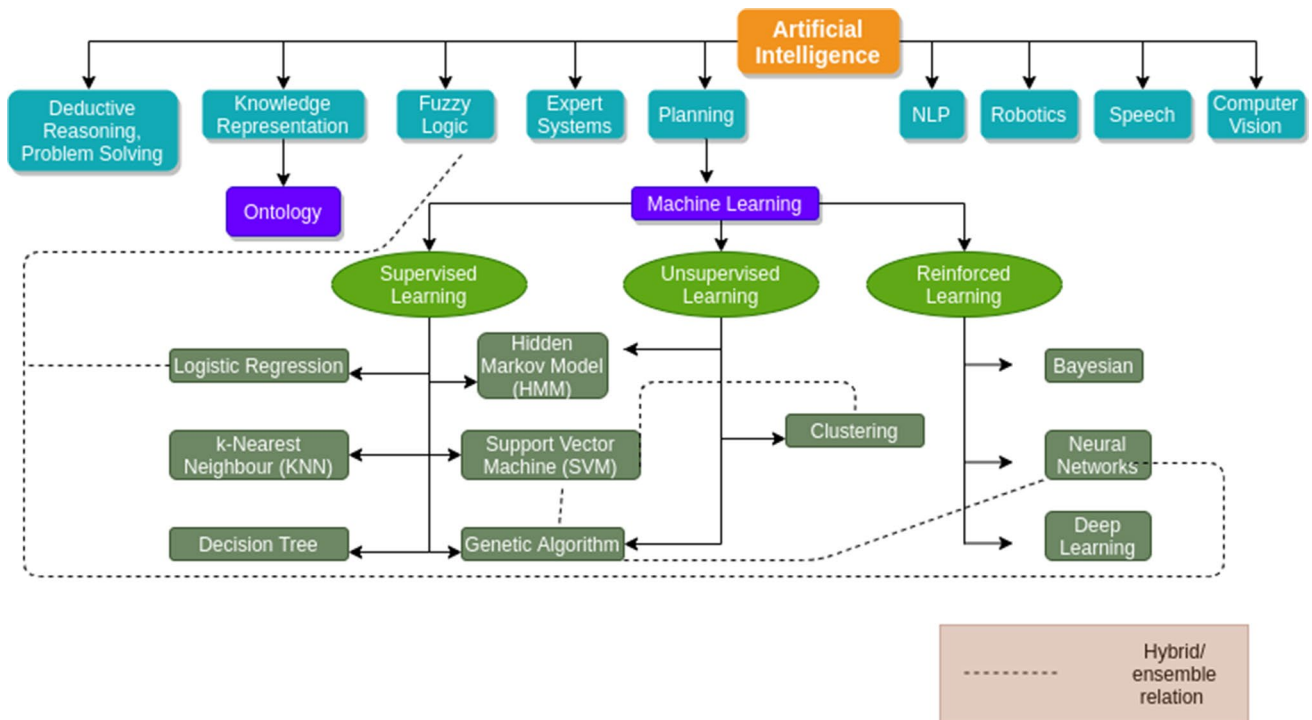 Artificial
Intelligence
Deductive
Reasoning,
Problem Solving
Knowledge
Representation
Fuzzy
Logic
Expert
Systems
Planning
NLP
Robotics
Speech
Computer
Vision
Ontology
Machine Learning
Supervised
Learning
Unsupervised
Learning
Reinforced
Learning
Logistic Regression
Hidden
Markov Model
(HMM)
Bayesian
k-Nearest
Neighbour (KNN)
Support Vector
Machine (SVM)
Clustering
Neural
Networks
Decision Tree
Genetic Algorithm
Deep
Learning
Hybrid/
ensemble
relation